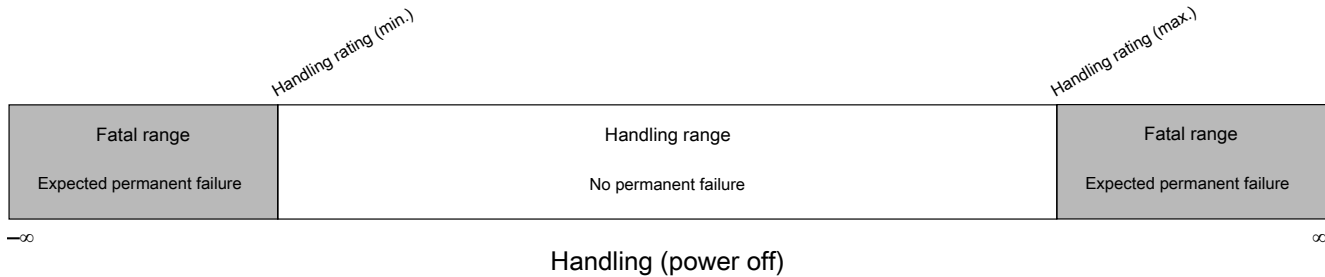 Handling rating (min.)
Handling rating (max.)
Fatal range
Handling range
Fatal range
Expected permanent failure
No permanent failure
Expected permanent failure
–∞
∞
Handling (power off)